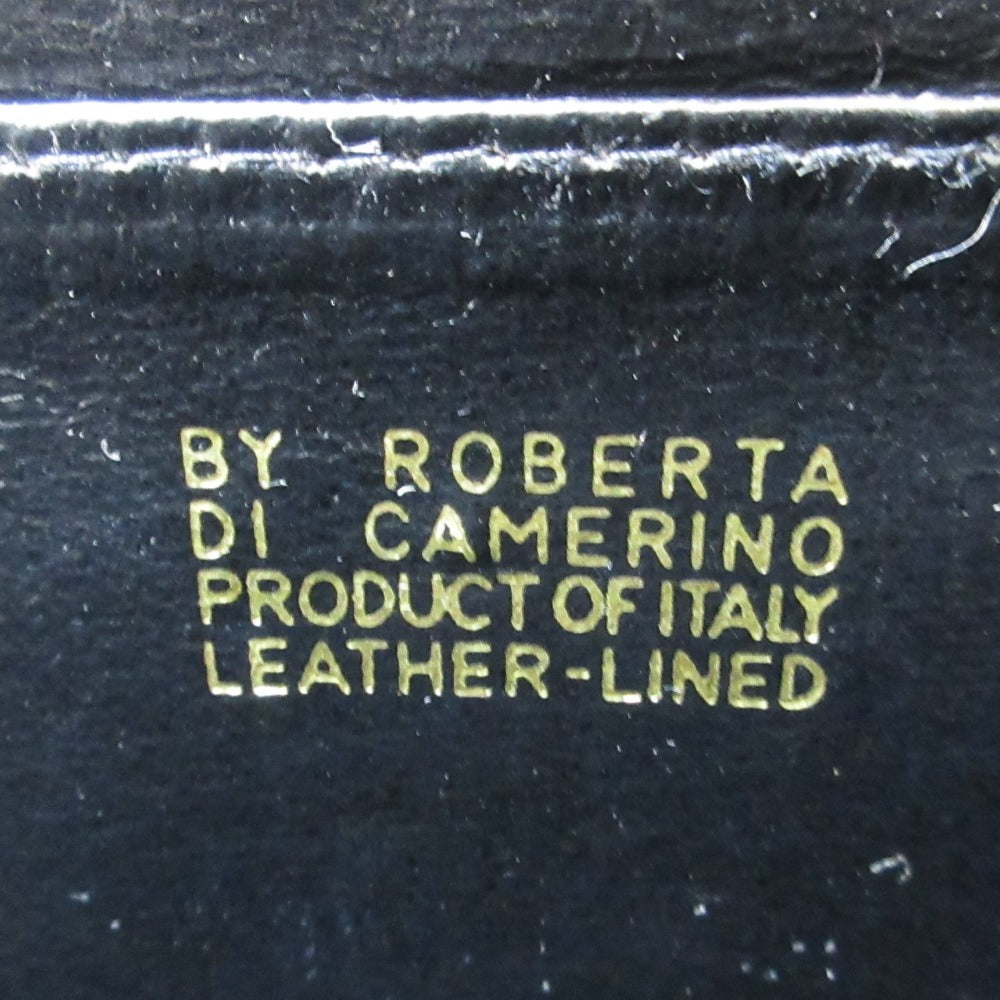 BY ROBERTA
DI CAMERINO
PRODUCT OF ITALY
LEATHER-LINED